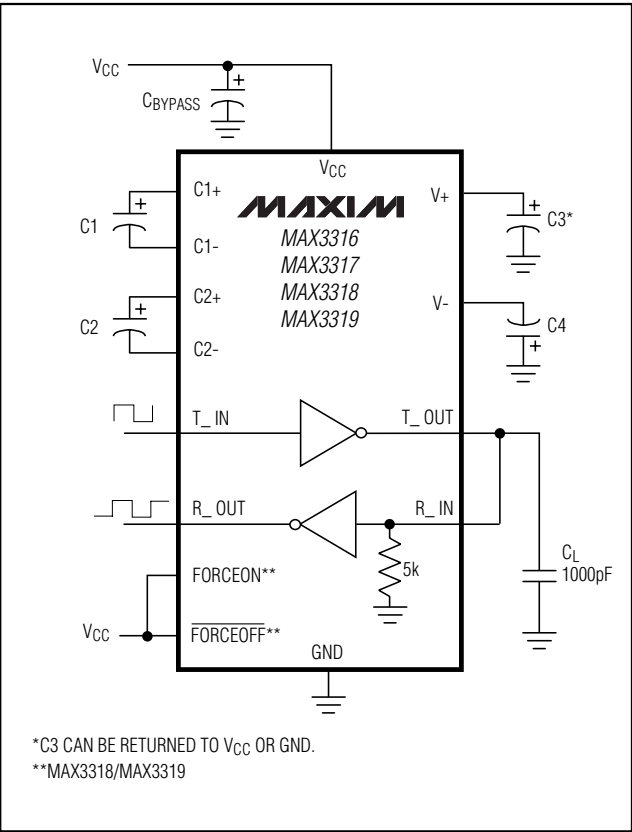 VCC
+
CBYPASS
VCC
C1+
V+
MAXIM
+
C1
+
C3*
C1-
MAX3316
MAX3317
C2+
MAX3318
V-
+
C2
MAX3319
C4
+
C2-
T_ IN
T_ OUT
R_ OUT
R_ IN
5k
CL
1000pF
FORCEON**
VCC
FORCEOFF**
GND
*C3 CAN BE RETURNED TO VCC OR GND.
**MAX3318/MAX3319